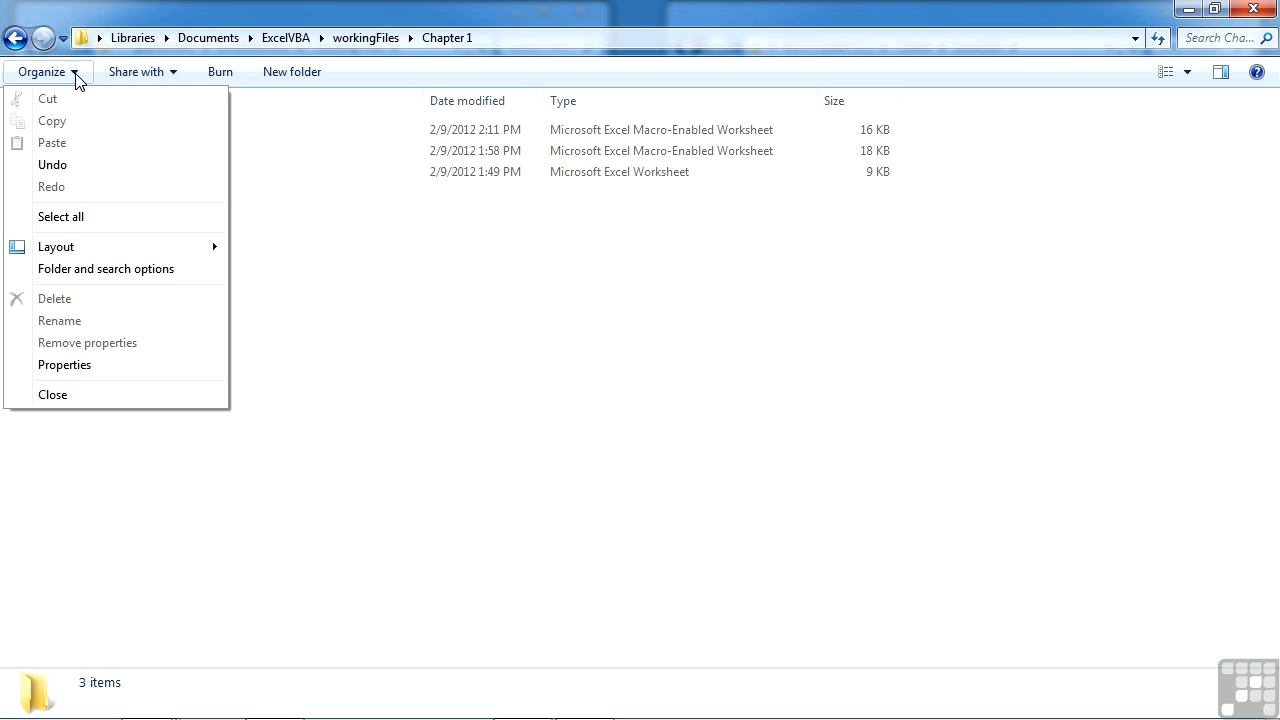 Libraries Documents ExcelVBA workingFiles Chapter 1 Search Cha...
Organize Share with Burn New folder
Date modified Type Size
2/9/2012 2:11 PM Microsoft Excel Macro-Enabled Worksheet 16 KB
2/9/2012 1:58 PM Microsoft Excel Macro-Enabled Worksheet 18 KB
2/9/2012 1:49 PM Microsoft Excel Worksheet 9 KB
Cut
Copy
Paste
Undo
Redo
Select all
Layout
Folder and search options
Delete
Rename
Remove properties
Properties
Close
3 items